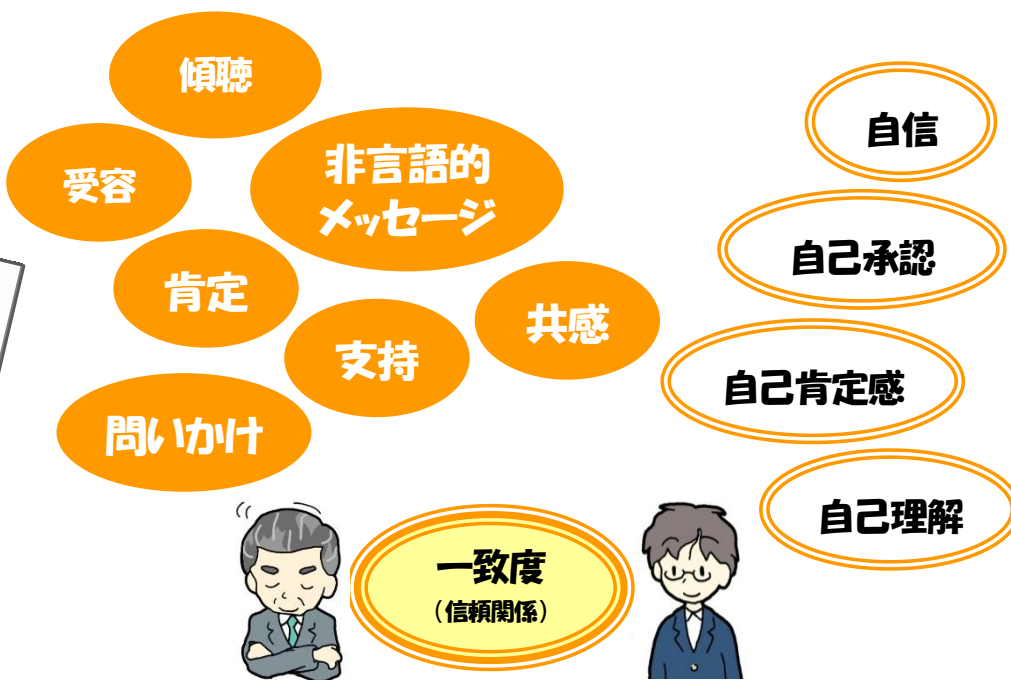 傾聴
受容
非言語的
メッセージ
肯定
支持
共感
問いかけ
自信
自己承認
自己肯定感
自己理解
一致度
（信頼関係）